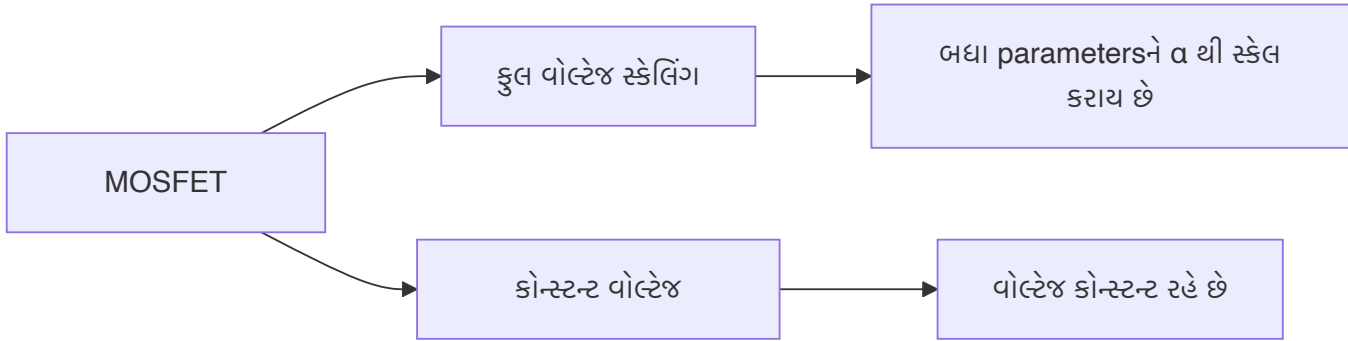 MOSFET
ફુલ વોલ્ટેજ સ્કેલિંગ
બધા parametersને α થી સ્કેલ
કરાય છે
કોન્સ્ટન્ટ વોલ્ટેજ
વોલ્ટેજ કોન્સ્ટન્ટ રહે છે